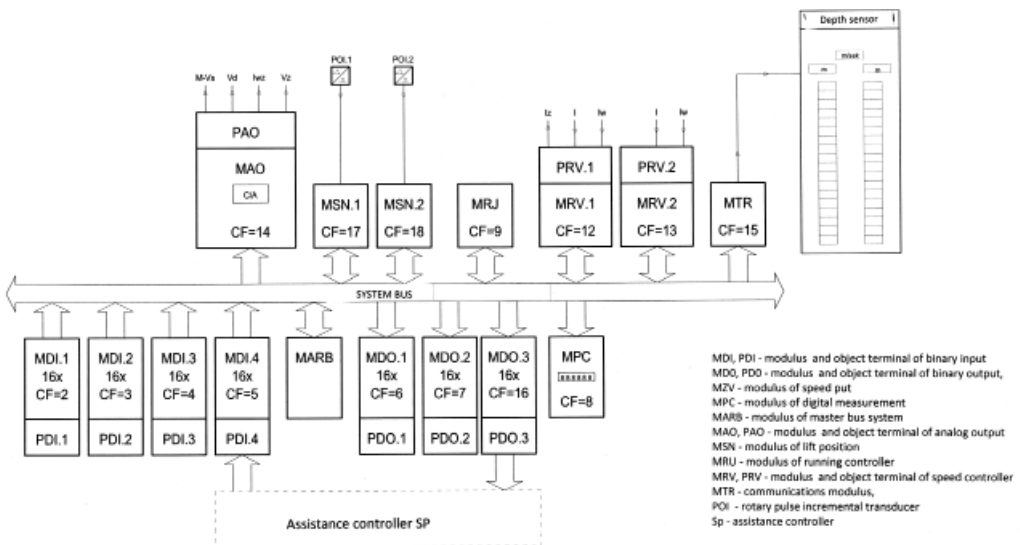 Depth sensor
m/sek
m
m
POI.1
POI.2
M-Vs
Vd
Iwz
Vz
Iz
I
Iw
I
Iw
PAO
MAO
C/A
CF=14
MSN.1
CF=17
MSN.2
CF=18
MRJ
CF=9
PRV.1
MRV.1
CF=12
PRV.2
MRV.2
CF=13
MTR
CF=15
SYSTEM BUS
MDI.1
16x
CF=2
PDI.1
MDI.2
16x
CF=3
PDI.2
MDI.3
16x
CF=4
PDI.3
MDI.4
16x
CF=5
PDI.4
MARB
MDO.1
16x
CF=6
PDO.1
MDO.2
16x
CF=7
PDO.2
MDO.3
16x
CF=16
PDO.3
MPC
CF=8
Assistance controller SP
MDI, PDI - modulus and object terminal of binary input
MD0, PD0 - modulus and object terminal of binary output,
MZV - modulus of speed put
MPC - modulus of digital measurement
MARB - modulus of master bus system
MAO, PAO - modulus and object terminal of analog output
MSN - modulus of lift position
MRU - modulus of running controller
MRV, PRV - modulus and object terminal of speed controller
MTR - communications modulus,
POI - rotary pulse incremental transducer
Sp - assistance controller